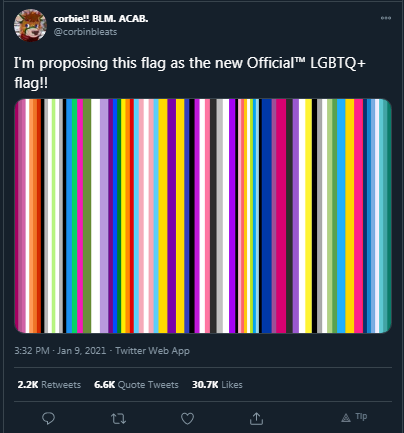 corbie!! BLM. ACAB.
@corbinbleats
I'm proposing this flag as the new Official™ LGBTQ+
flag!!
3:32 PM · Jan 9, 2021 · Twitter Web App
2.2K Retweets 6.6K Quote Tweets 30.7K Likes
Tip